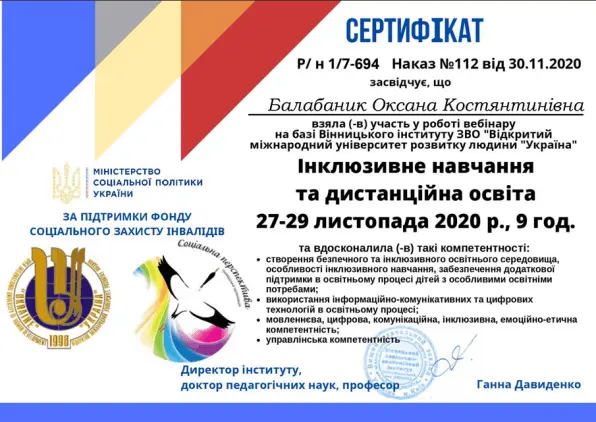 СЕРТИФІКАТ
Р/ н 1/7-694 Наказ №112 від 30.11.2020
засвідчує, що
Балабаник Оксана Костянтинівна
взяла (-в) участь у роботі вебінару
на базі Вінницького інституту ЗВО "Відкритий
міжнародний університет розвитку людини "Україна"
Інклюзивне навчання
та дистанційна освіта
27-29 листопада 2020 р., 9 год.
МІНІСТЕРСТВО
СОЦІАЛЬНОЇ ПОЛІТИКИ
УКРАЇНИ
ЗА ПІДТРИМКИ ФОНДУ
СОЦІАЛЬНОГО ЗАХИСТУ ІНВАЛІДІВ
"УКРАЇНА"
1998
Соціальна перспектива
та вдосконалила (-в) такі компетентності:
створення безпечного та інклюзивного освітнього середовища,
особливості інклюзивного навчання, забезпечення додаткової
підтримки в освітньому процесі дітей з особливими освітніми
потребами;
використання інформаційно-комунікативних та цифрових
технологій в освітньому процесі;
мовленнєва, цифрова, комунікаційна, інклюзивна, емоційно-етична
компетентність;
управлінська компетентність
Директор інституту,
доктор педагогічних наук, професор
Ганна Давиденко